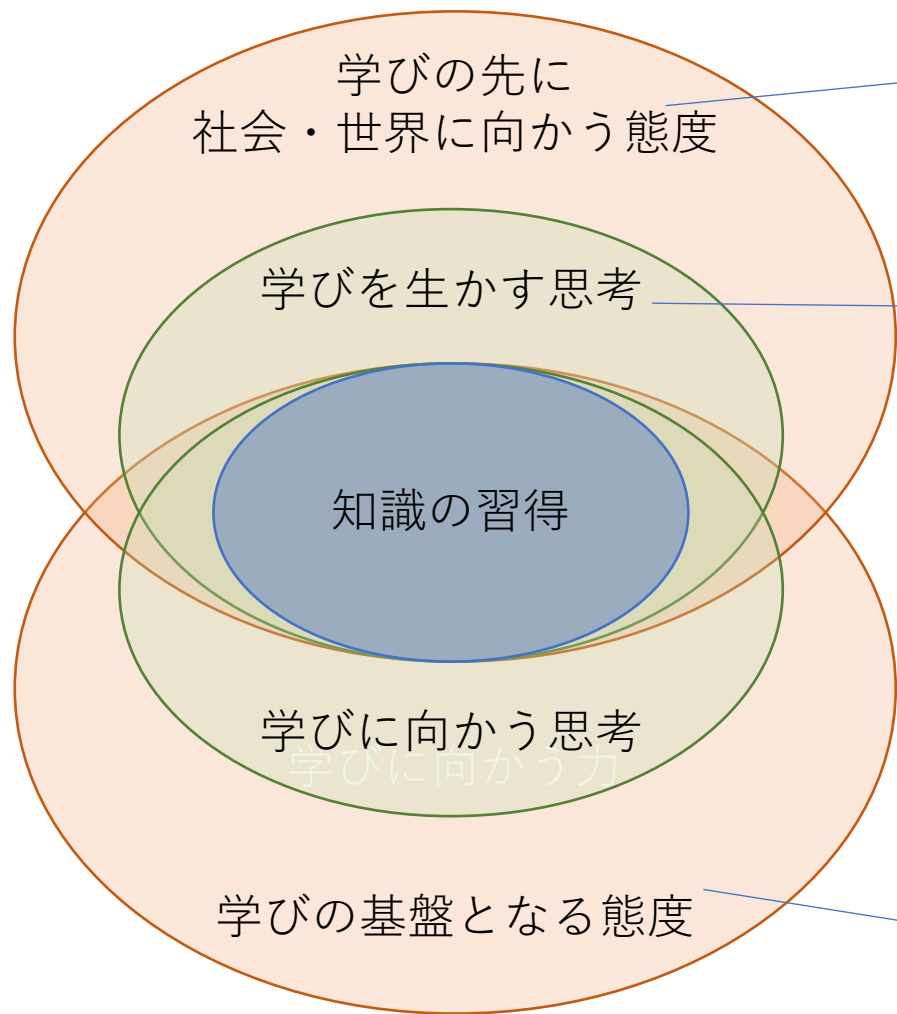 学びの先に
社会・世界に向かう態度
学びを生かす思考
知識の習得
学びに向かう思考
学びに向かう力
学びの基盤となる態度